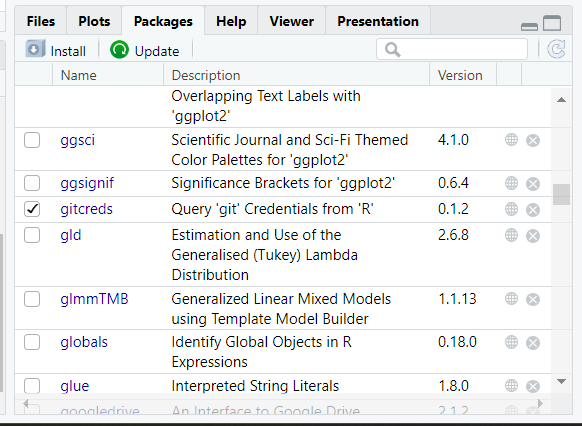 Files Plots Packages Help Viewer Presentation
Install Update
Name Description Version
Overlapping Text Labels with
'ggplot2'
ggsci Scientific Journal and Sci-Fi Themed 4.1.0
Color Palettes for 'ggplot2'
ggsignif Significance Brackets for 'ggplot2' 0.6.4
gitcreds Query 'git' Credentials from 'R' 0.1.2
gld Estimation and Use of the 2.6.8
Generalised (Tukey) Lambda
Distribution
glmmTMB Generalized Linear Mixed Models 1.1.13
using Template Model Builder
globals Identify Global Objects in R 0.18.0
Expressions
glue Interpreted String Literals 1.8.0
googledrive An Interface to Google Drive 2.1.2